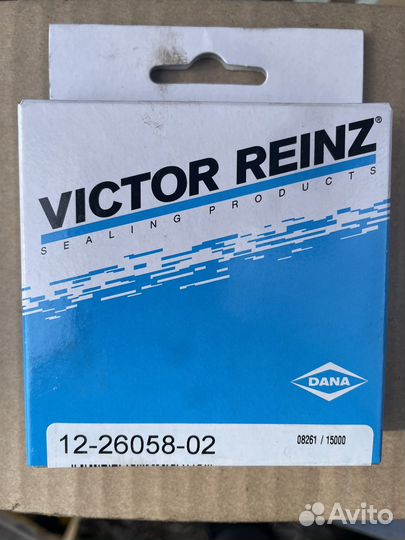 VICTOR REINZ®
SEALING PRODUCTS
DANA
12-26058-02
08261 / 15000
Avito